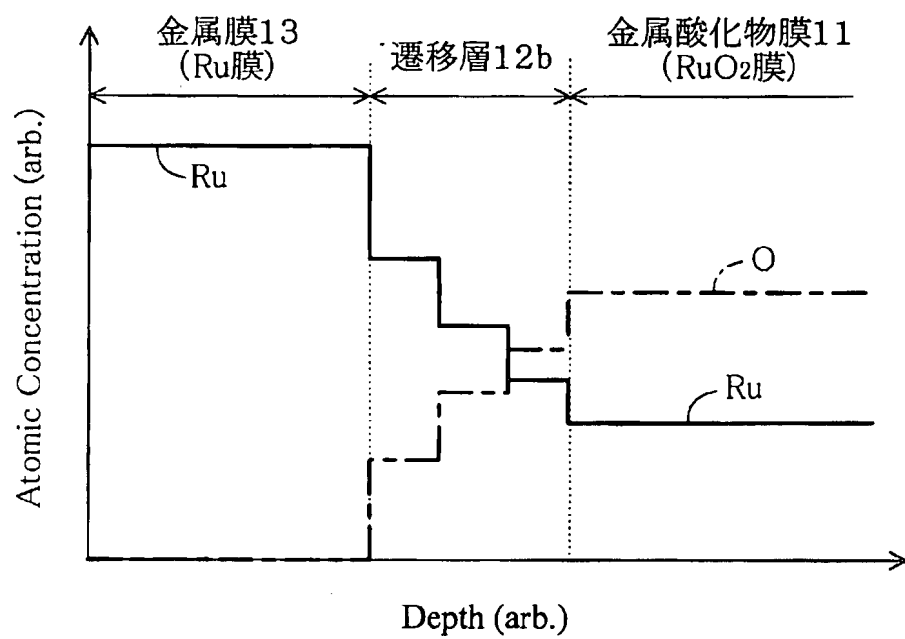 金属膜13
(Ru膜)
遷移層12b
金属酸化物膜11
(RuO₂膜)
Ru
O
Ru
Atomic Concentration (arb.)
Depth (arb.)